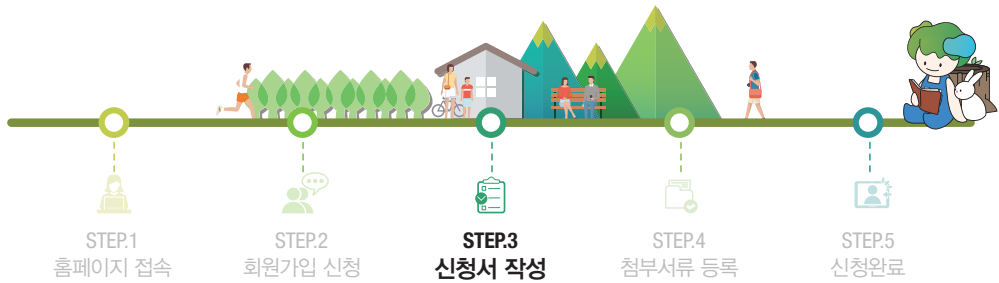 STEP.1
홈페이지 접속
STEP.2
회원가입 신청
STEP.3
신청서 작성
STEP.4
첨부서류 등록
STEP.5
신청완료